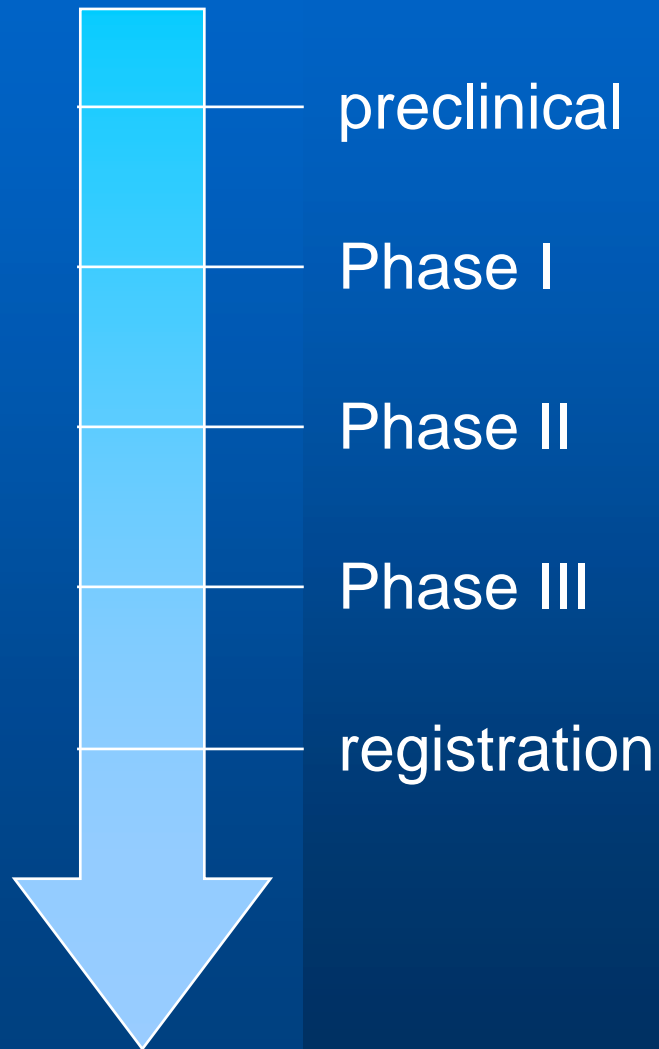 preclinical
Phase I
Phase II
Phase III
registration